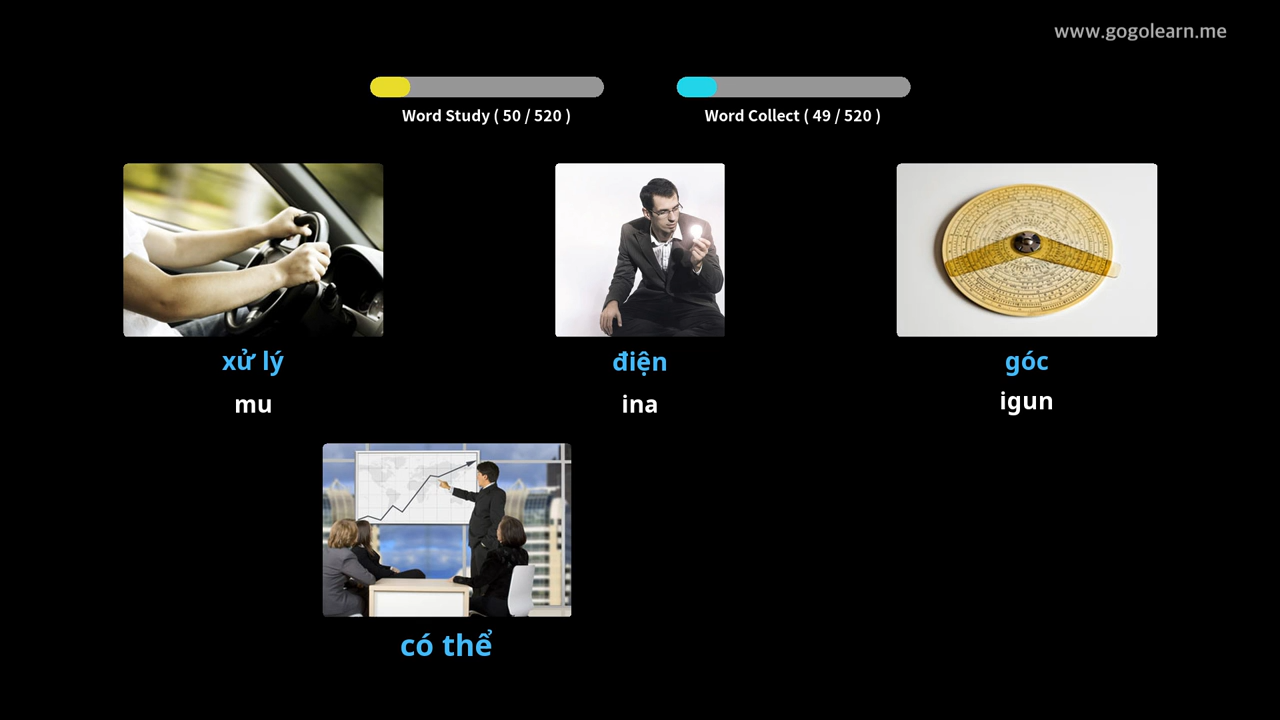 www.gogolearn.me
Word Study ( 50 / 520 )
Word Collect ( 49 / 520 )
xử lý
điện
góc
mu
ina
igun
có thể